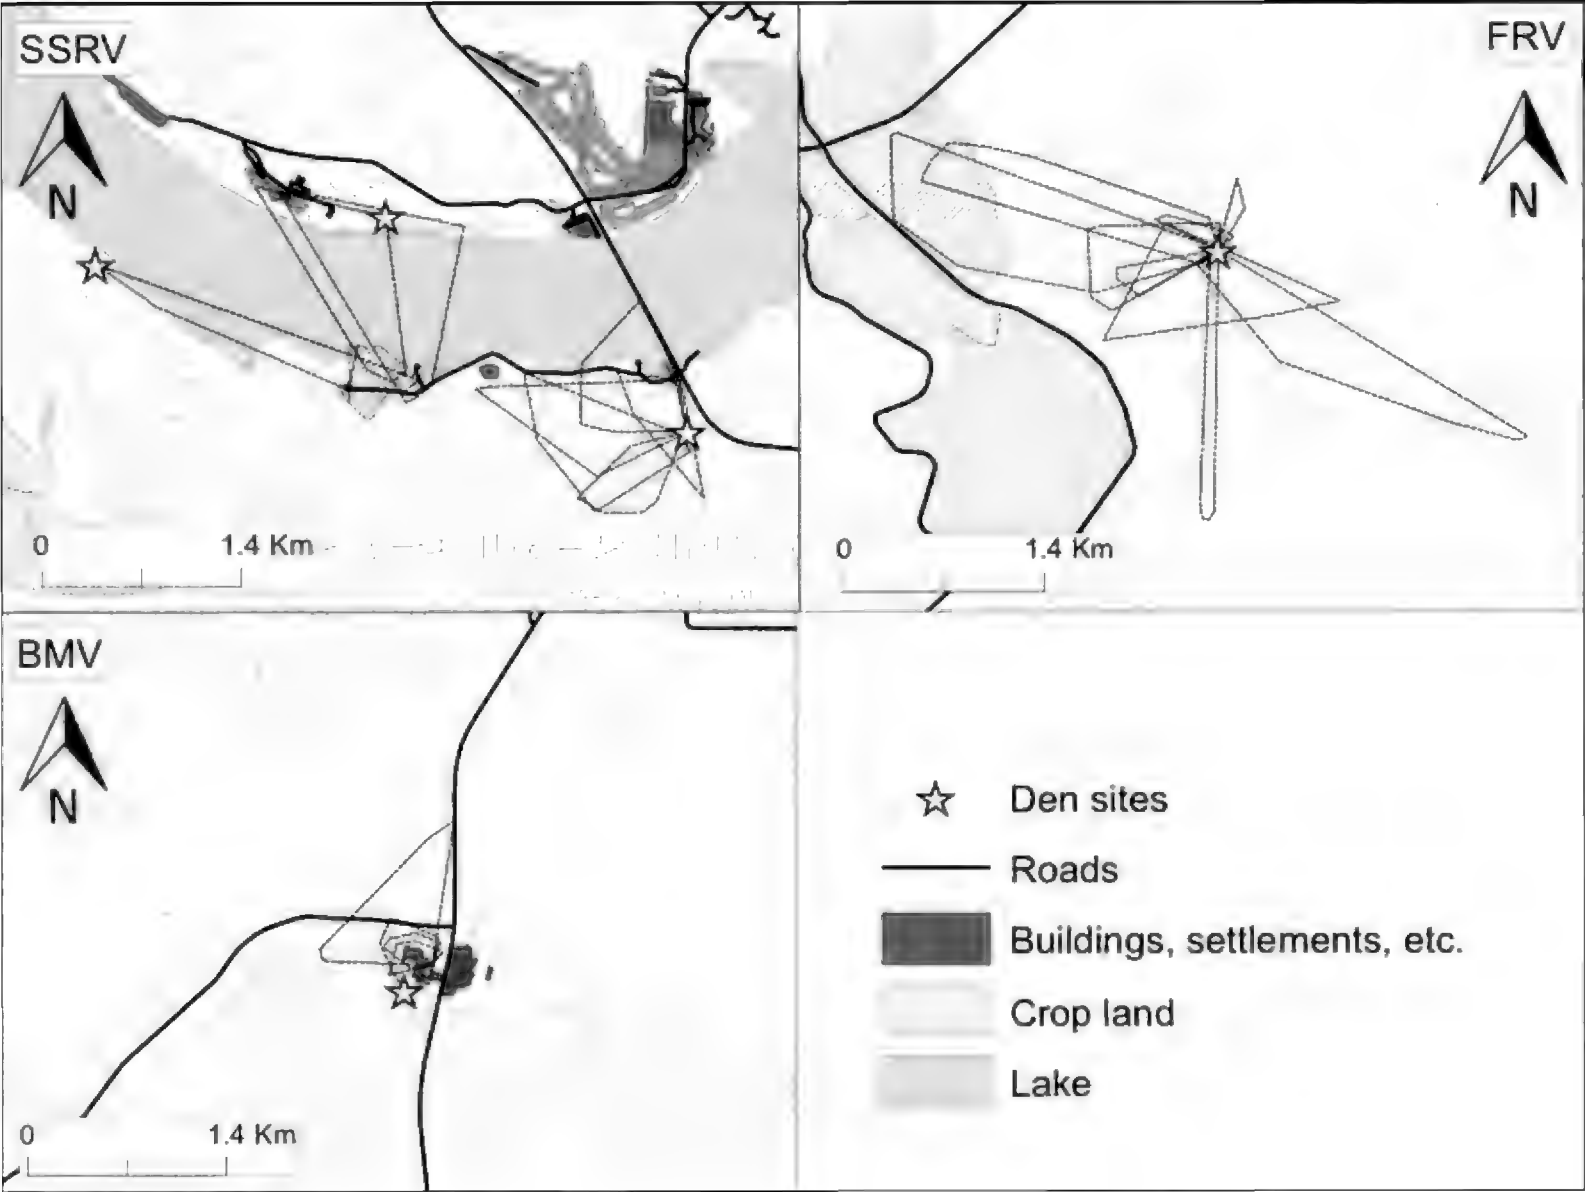 SSRV
N
0 1.4 Km
FRV
N
0 1.4 Km
BMV
N
0 1.4 Km
Den sites
Roads
Buildings, settlements, etc.
Crop land
Lake